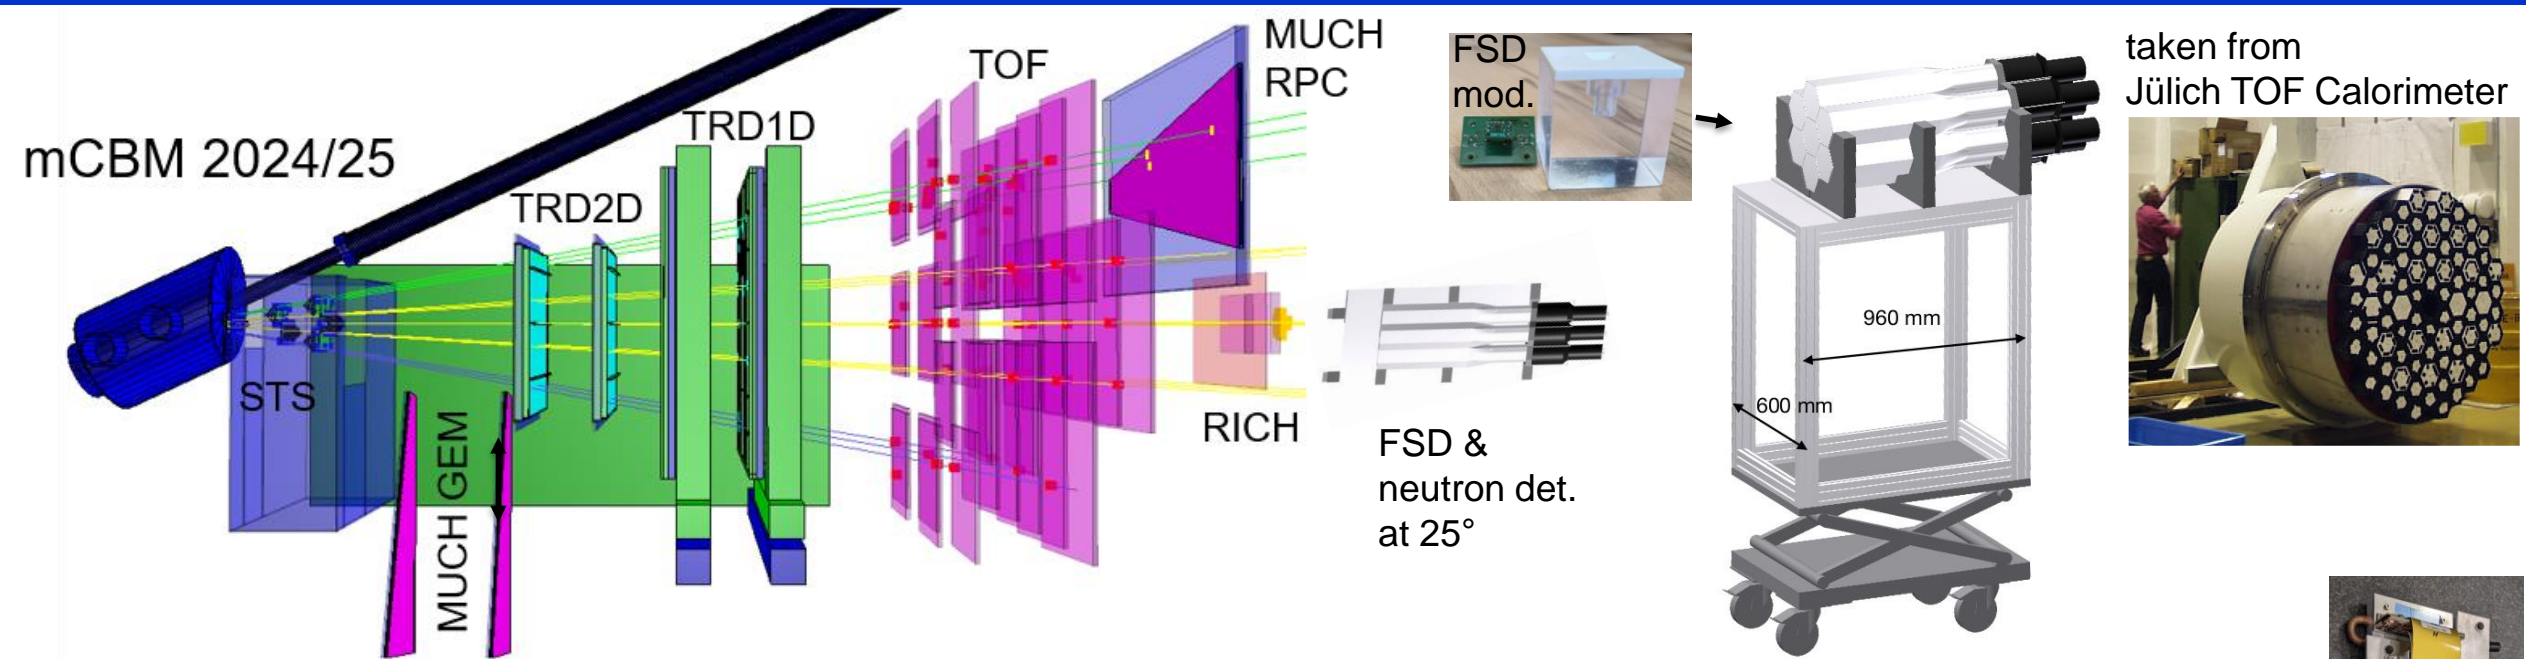 mCBM 2024/25
STS
MUCH GEM
TRD2D
TRD1D
TOF
MUCH
RPC
RICH
FSD
mod.
FSD &
neutron det.
at 25°
960 mm
600 mm
taken from
Jülich TOF Calorimeter